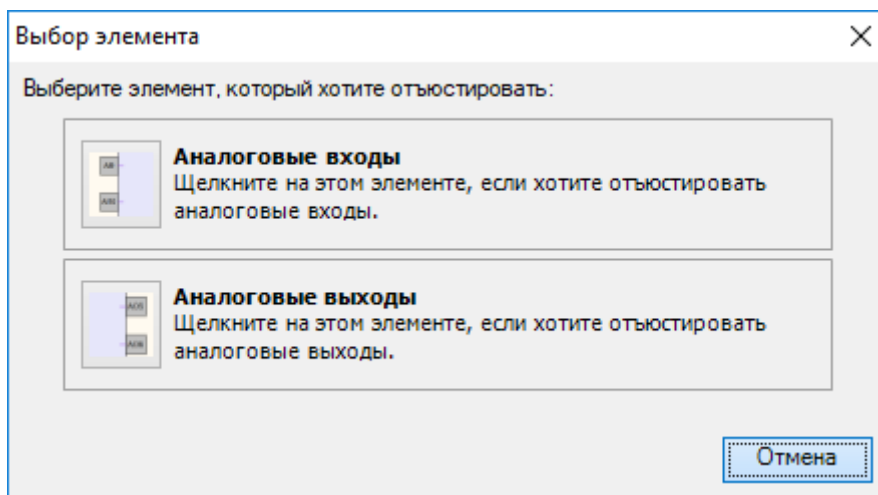 Выбор элемента
Выберите элемент, который хотите отъюстировать:
Аналоговые входы
Щелкните на этом элементе, если хотите отъюстировать
аналоговые входы.
Аналоговые выходы
Щелкните на этом элементе, если хотите отъюстировать
аналоговые выходы.
Отмена